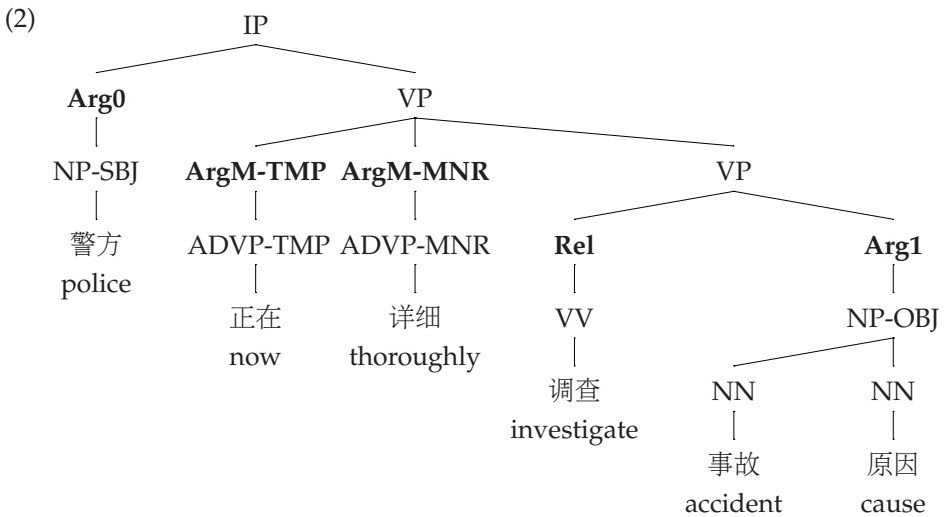 (2)
IP
Arg0 VP
NP-SBJ ArgM-TMP ArgM-MNR VP
警方 ADVP-TMP ADVP-MNR Rel Arg1
police
正在 详细 VV NP-OBJ
now thoroughly
调查 NN NN
investigate
事故 原因
accident cause